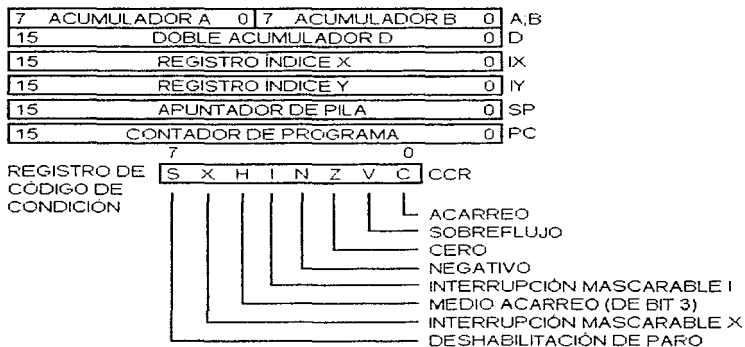 7 ACUMULADOR A 0 7 ACUMULADOR B 0 A;B
15 DOBLE ACUMULADOR D 0 D
15 REGISTRO ÍNDICE X 0 IX
15 REGISTRO ÍNDICE Y 0 IY
15 APUNTADOR DE PILA 0 SP
15 CONTADOR DE PROGRAMA 0 PC
7 0
REGISTRO DE CÓDIGO DE CONDICIÓN
S X H I N Z V C CCR
ACARREO
SOBREFLUJO
CERO
NEGATIVO
INTERRUPCIÓN MASCARABLE I
MEDIO ACARREO (DE BIT 3)
INTERRUPCIÓN MASCARABLE X
DESHABILITACIÓN DE PARO